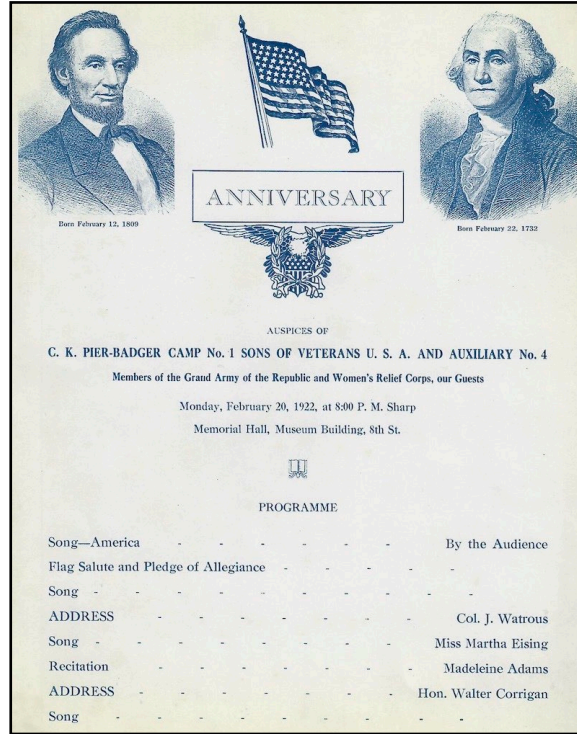 ANNIVERSARY
Born February 12, 1809
Born February 22, 1732
AUSPICES OF
C. K. PIER-BADGER CAMP No. 1 SONS OF VETERANS U. S. A. AND AUXILIARY No. 4
Members of the Grand Army of the Republic and Women's Relief Corps, our Guests
Monday, February 20, 1922, at 8:00 P. M. Sharp
Memorial Hall, Museum Building, 8th St.
PROGRAMME
Song—America - - - - - - By the Audience
Flag Salute and Pledge of Allegiance - - - - -
Song - - - - - - - - - -
ADDRESS - - - - - - - Col. J. Watrous
Song - - - - - - - - - Miss Martha Eising
Recitation - - - - - - - Madeleine Adams
ADDRESS - - - - - - - - Hon. Walter Corrigan
Song - - - - - - - - - -